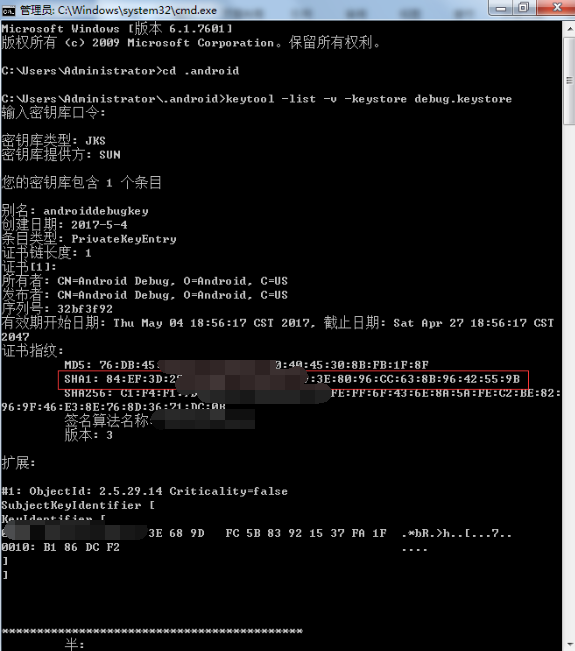 管理员: C:\Windows\system32\cmd.exe
Microsoft Windows [版本 6.1.7601]
版权所有 (c) 2009 Microsoft Corporation。保留所有权利。
C:\Users\Administrator>cd .android
C:\Users\Administrator\.android>keytool -list -v -keystore debug.keystore
输入密钥库口令:
密钥库类型: JKS
密钥库提供方: SUN
您的密钥库包含 1 个条目
别名: androiddebugkey
创建日期: 2017-5-4
条目类型: PrivateKeyEntry
证书链长度: 1
证书[1]:
所有者: CN=Android Debug, O=Android, C=US
发布者: CN=Android Debug, O=Android, C=US
序列号: 32bf3f92
有效期开始日期: Thu May 04 18:56:17 CST 2017, 截止日期: Sat Apr 27 18:56:17 CST
2047
证书指纹:
MD5: 76:DB:45: :40:45:30:8B:FB:1F:8F
SHA1: 84:EF:3D: :3E:80:96:CC:63:8B:96:42:55:9B
SHA256: C1:F4:F1: :FF:6F:43:6E:8A:5A:FE:C2:BE:82:
96:9F:46:E3:8E:76:8D:36:71:DC:0B
签名算法名称:
版本: 3
扩展:
#1: ObjectId: 2.5.29.14 Criticality=false
SubjectKeyIdentifier [
KeyIdentifier [
3E 68 9D FC 5B 83 92 15 37 FA 1F .*bR.>h..[...7..
0010: B1 86 DC F2 ....
]
]
*******************************************
半: